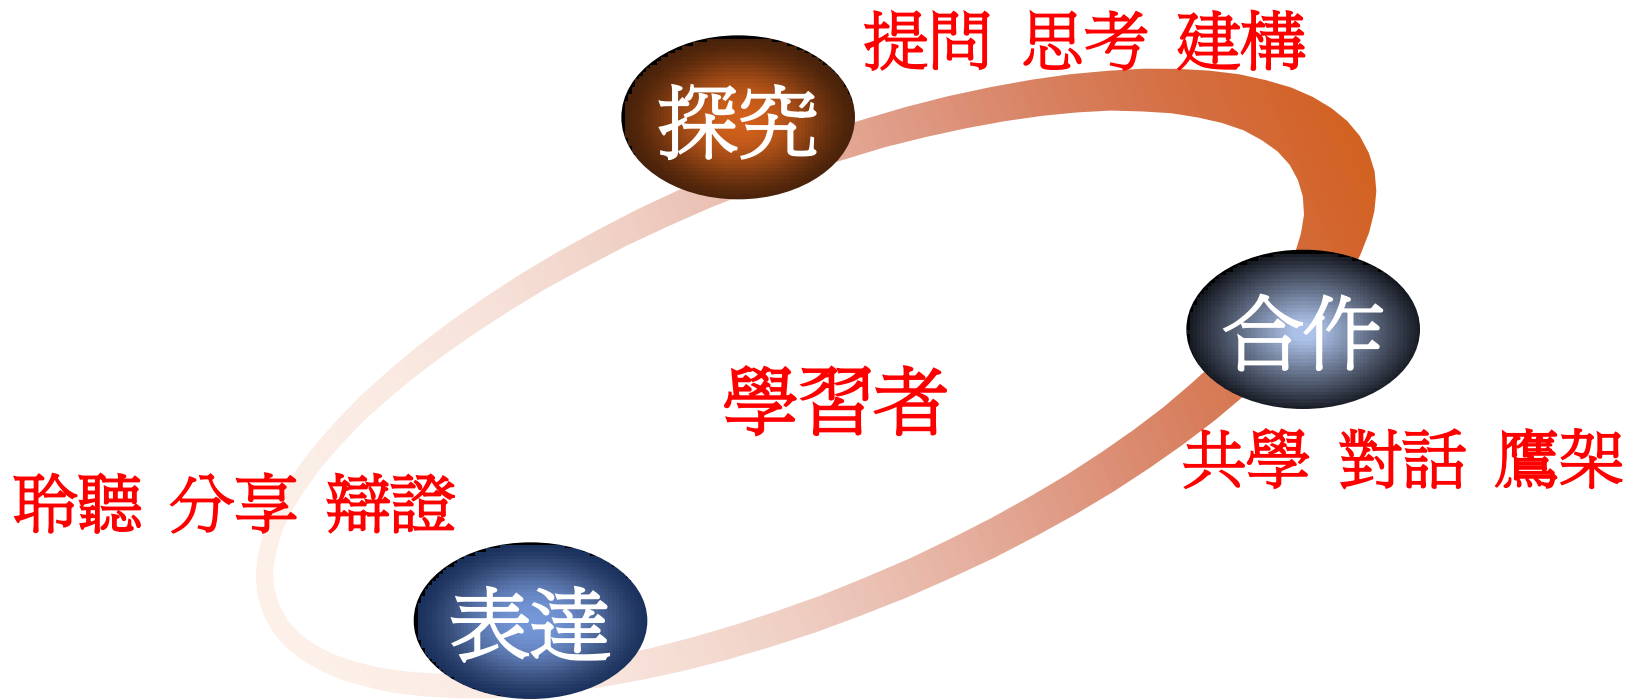 提問 思考 建構
探究
合作
學習者
共學 對話 鷹架
聆聽 分享 辯證
表達